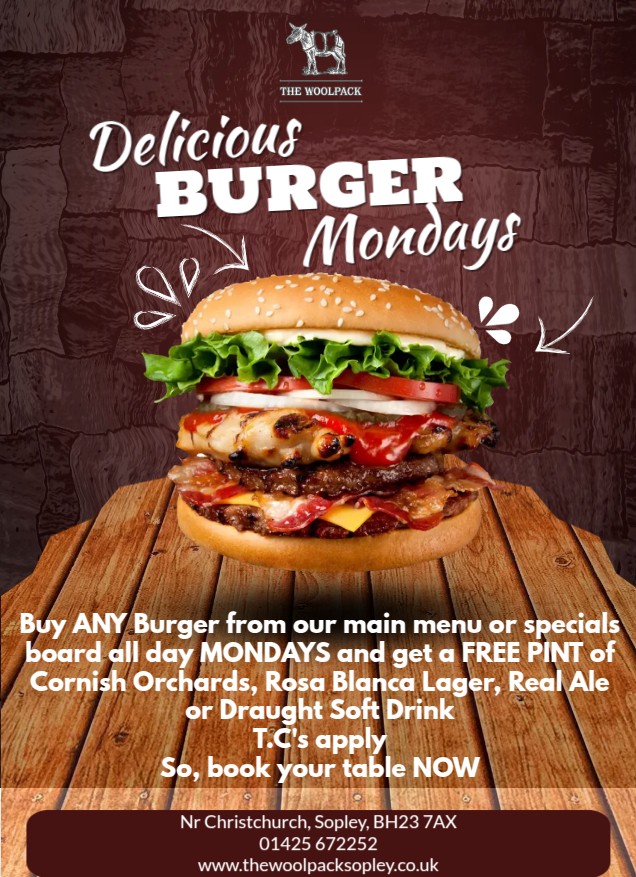 THE WOOLPACK
Delicious
BURGER
Mondays
Buy ANY Burger from our main menu or specials
board all day MONDAYS and get a FREE PINT of
Cornish Orchards, Rosa Blanca Lager, Real Ale
or Draught Soft Drink
T.C's apply
So, book your table NOW
Nr Christchurch, Sopley, BH23 7AX
01425 672252
www.thewoolpacksopley.co.uk